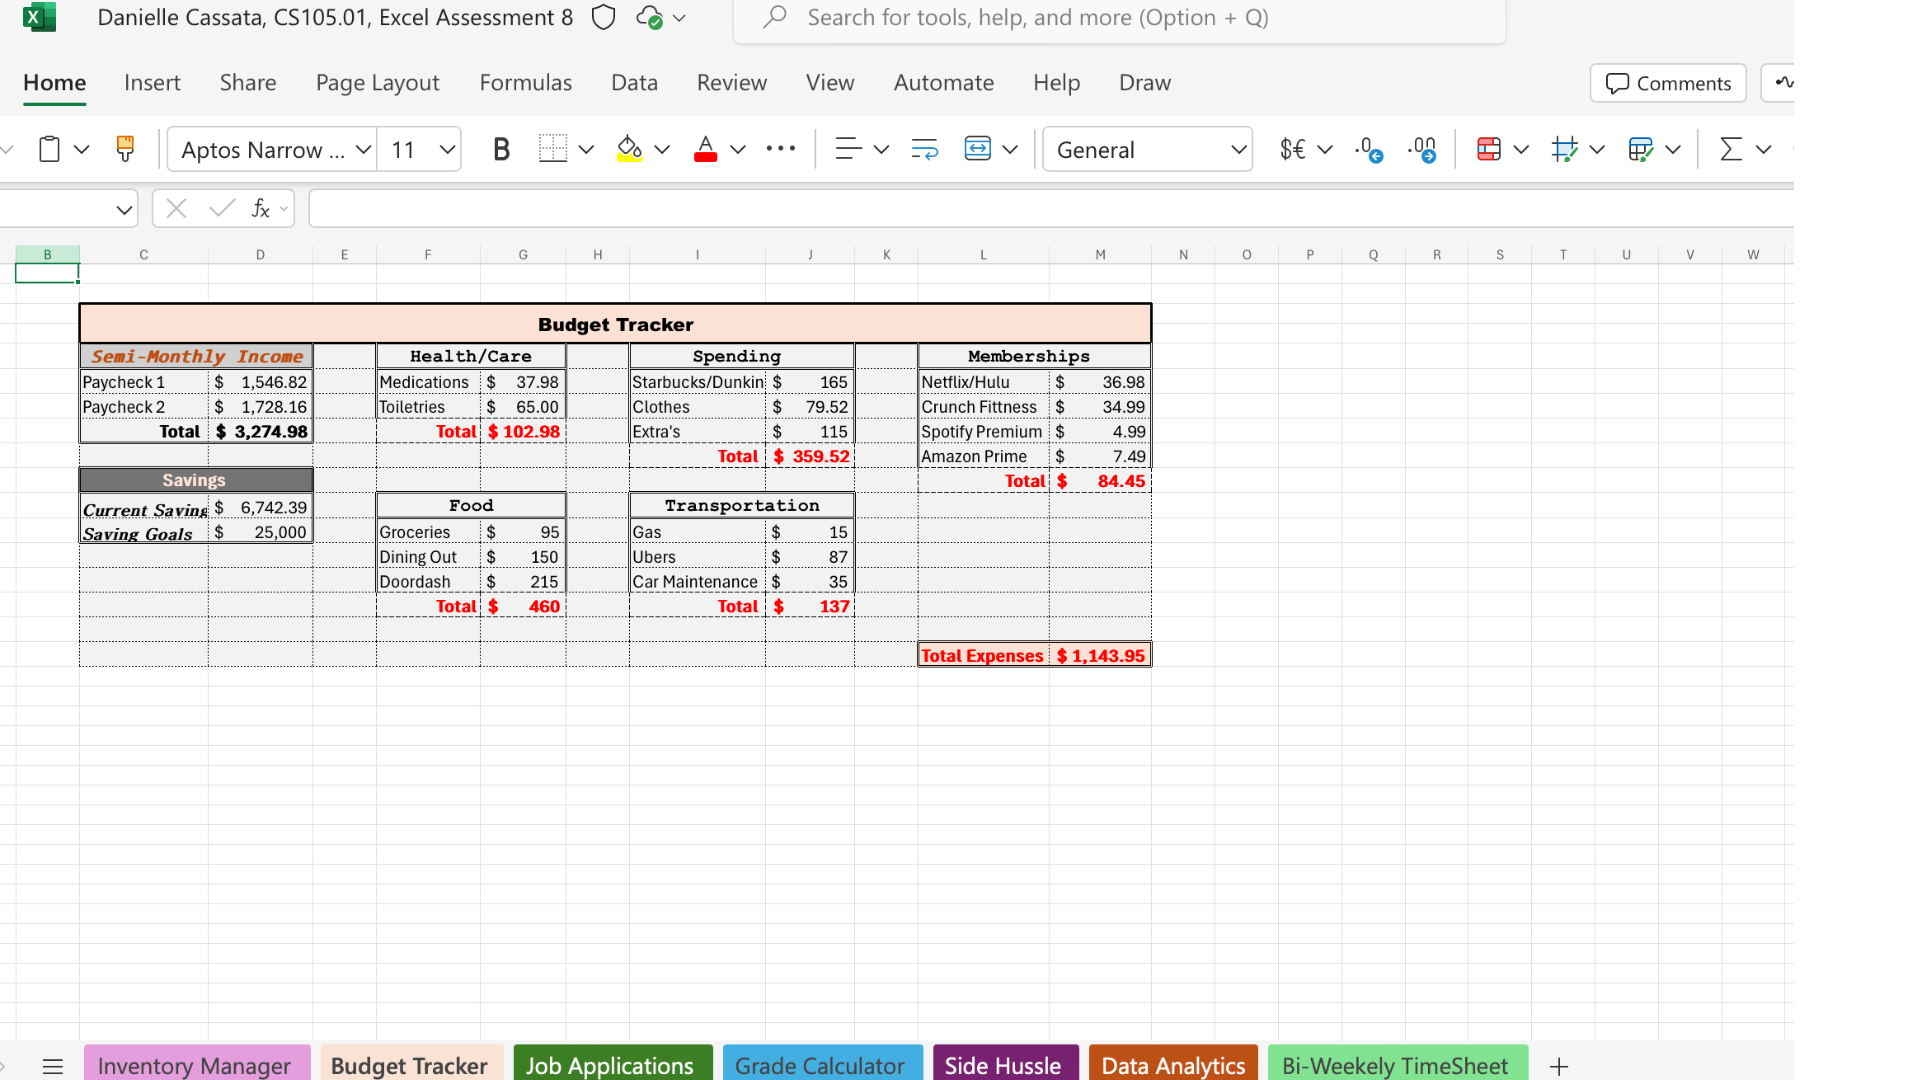 X Danielle Cassata, CS105.01, Excel Assessment 8 Search for tools, help, and more (Option + Q)
Home Insert Share Page Layout Formulas Data Review View Automate Help Draw Comments
Aptos Narrow ... 11 B A General $€ .0 .00 Σ
fx
B C D E F G H I J K L M N O P Q R S T U V W
Budget Tracker
Semi-Monthly Income Health/Care Spending Memberships
Paycheck 1 $ 1,546.82 Medications $ 37.98 Starbucks/Dunkin $ 165 Netflix/Hulu $ 36.98
Paycheck 2 $ 1,728.16 Toiletries $ 65.00 Clothes $ 79.52 Crunch Fittness $ 34.99
Total $ 3,274.98 Total $ 102.98 Extra's $ 115 Spotify Premium $ 4.99
Total $ 359.52 Amazon Prime $ 7.49
Savings Total $ 84.45
Current Saving $ 6,742.39 Food Transportation
Saving Goals $ 25,000 Groceries $ 95 Gas $ 15
Dining Out $ 150 Ubers $ 87
Doordash $ 215 Car Maintenance $ 35
Total $ 460 Total $ 137
Total Expenses $ 1,143.95
Inventory Manager Budget Tracker Job Applications Grade Calculator Side Hussle Data Analytics Bi-Weekely TimeSheet +